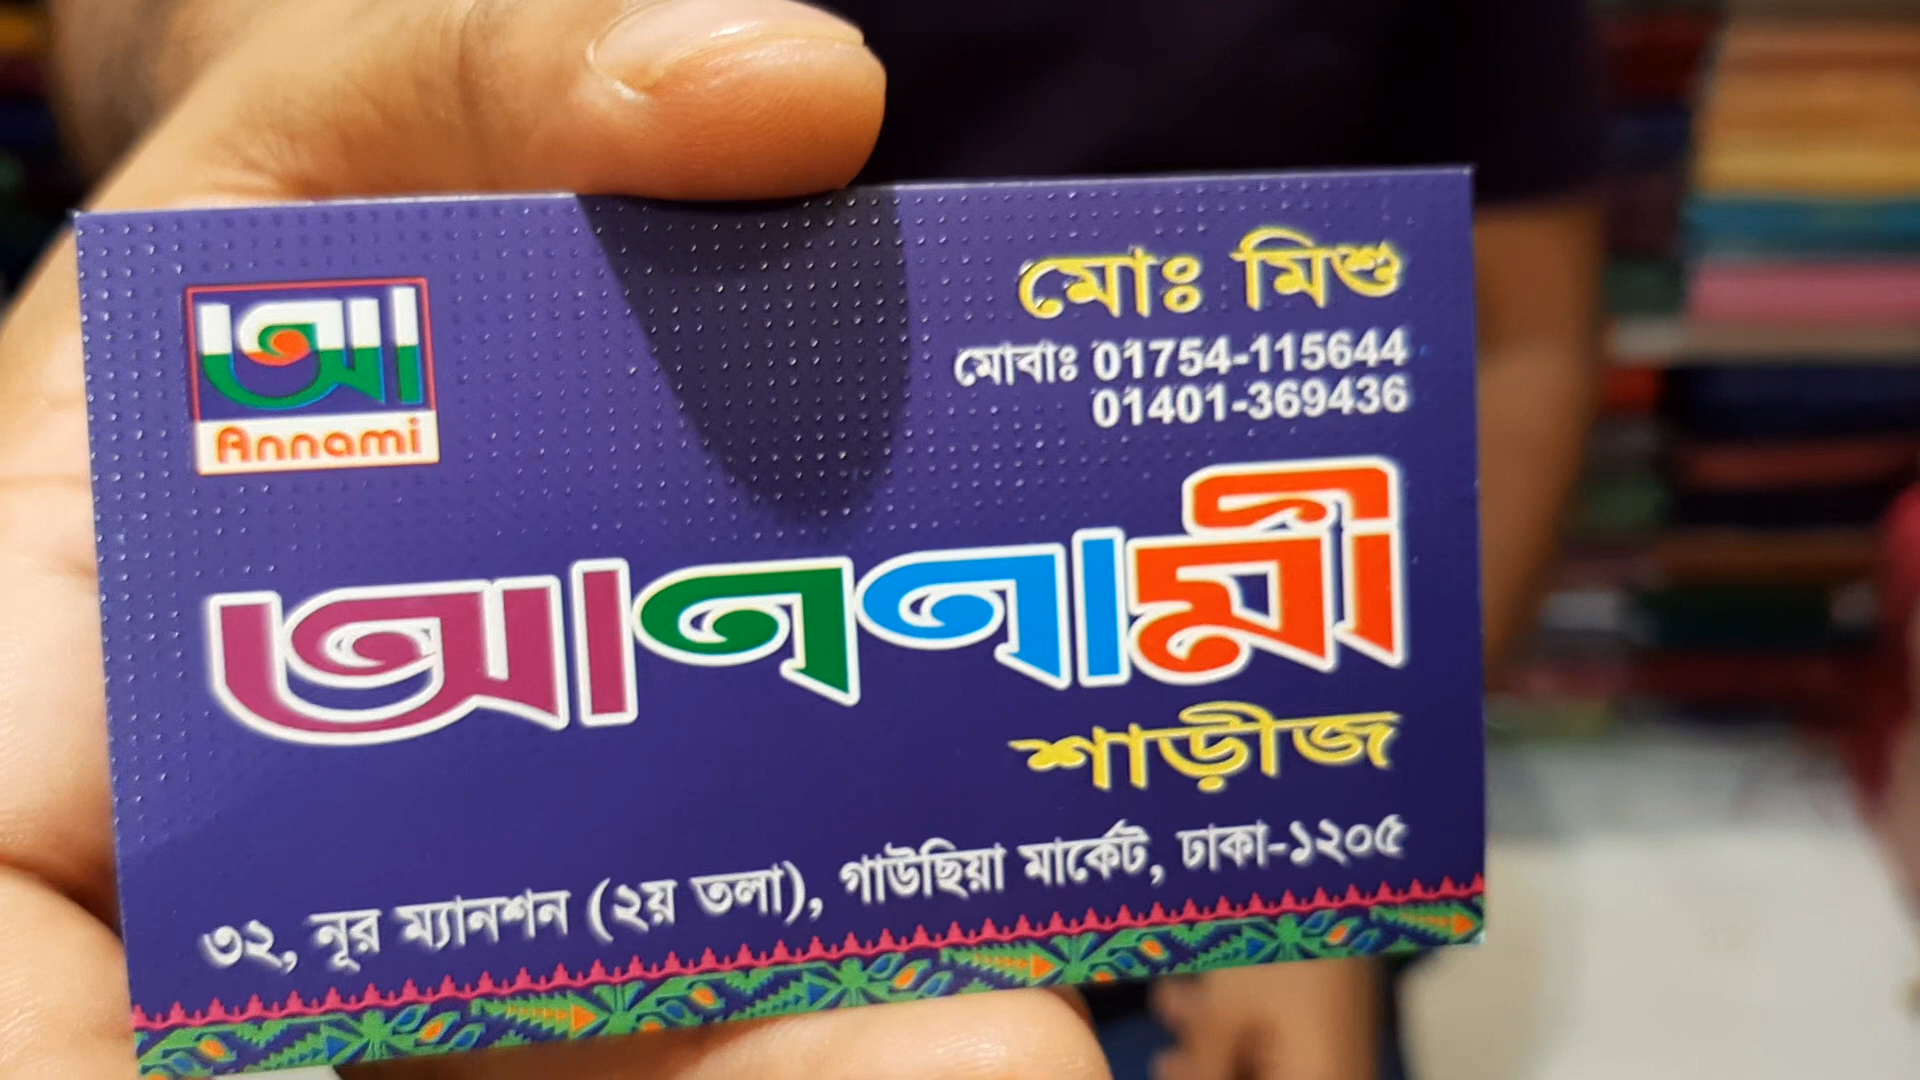 আ
Annami
মোঃ মিশু
মোবাঃ 01754-115644
01401-369436
আননামী
শাড়ীজ
৩২, নূর ম্যানশন (২য় তলা), গাউছিয়া মার্কেট, ঢাকা-১২০৫